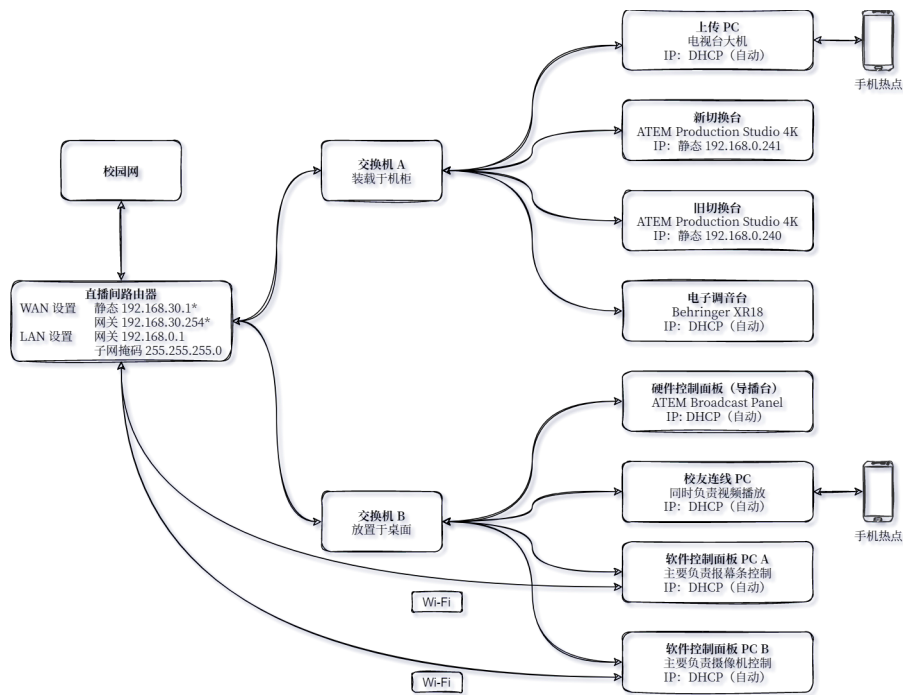 上传 PC
电视台大机
IP：DHCP（自动）
手机热点
新切换台
ATEM Production Studio 4K
IP：静态 192.168.0.241
校园网
交换机 A
装载于机柜
旧切换台
ATEM Production Studio 4K
IP：静态 192.168.0.240
直播间路由器
WAN 设置 静态 192.168.30.1*
网关 192.168.30.254*
LAN 设置 网关 192.168.0.1
子网掩码 255.255.255.0
电子调音台
Behringer XR18
IP：DHCP（自动）
硬件控制面板（导播台）
ATEM Broadcast Panel
IP: DHCP（自动）
校友连线 PC
同时负责视频播放
IP：DHCP（自动）
手机热点
交换机 B
放置于桌面
软件控制面板 PC A
主要负责报幕条控制
IP：DHCP（自动）
Wi-Fi
软件控制面板 PC B
主要负责摄像机控制
IP：DHCP（自动）
Wi-Fi